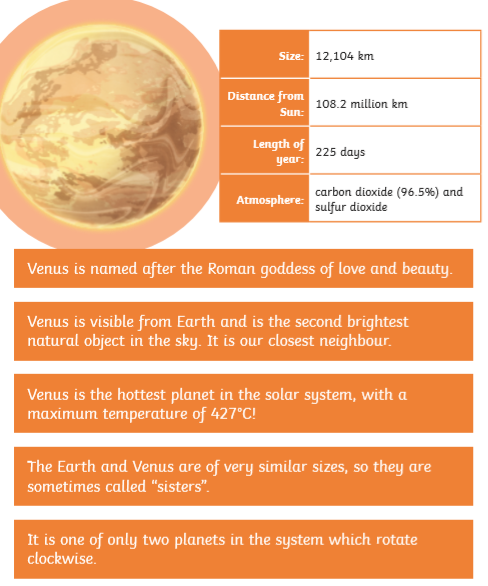 Size: 12,104 km
Distance from
Sun: 108.2 million km
Length of
year: 225 days
Atmosphere: carbon dioxide (96.5%) and
sulfur dioxide
Venus is named after the Roman goddess of love and beauty.
Venus is visible from Earth and is the second brightest
natural object in the sky. It is our closest neighbour.
Venus is the hottest planet in the solar system, with a
maximum temperature of 427°C!
The Earth and Venus are of very similar sizes, so they are
sometimes called “sisters”.
It is one of only two planets in the system which rotate
clockwise.